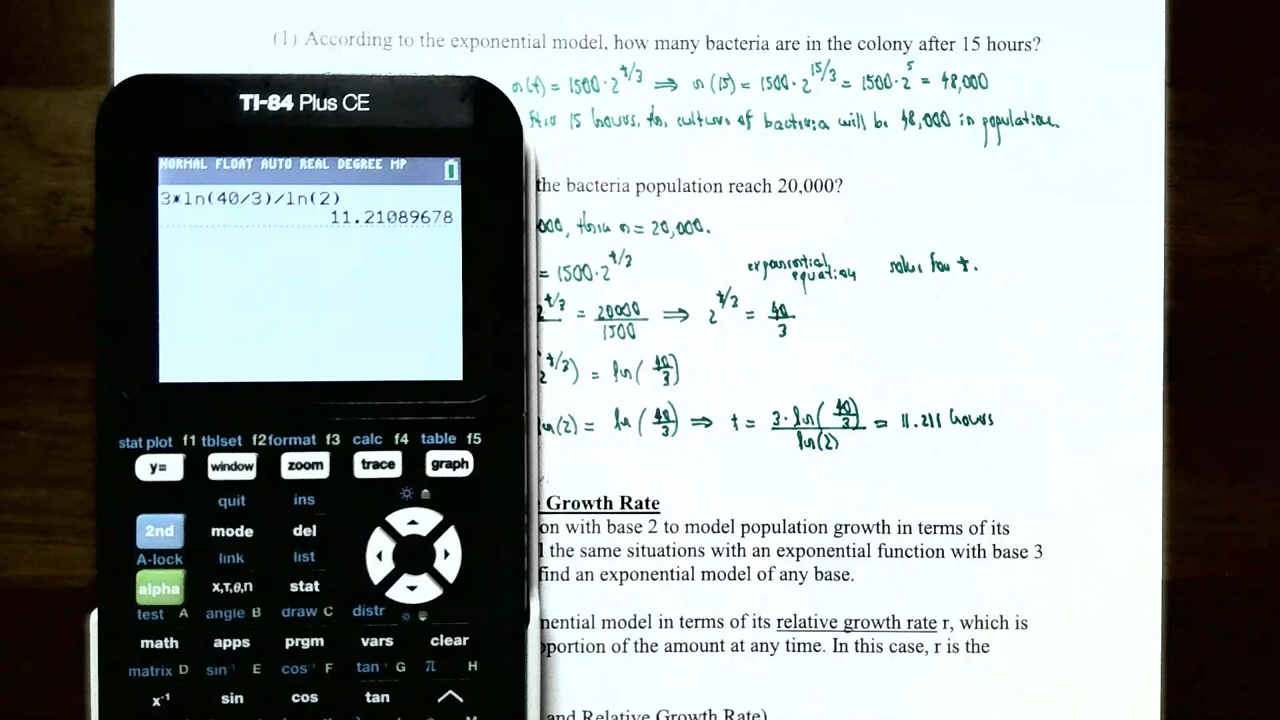 (1) According to the exponential model, how many bacteria are in the colony after 15 hours?
n(t) = 1500·2^(t/3) ⟹ n(15) = 1500·2^(15/3) = 1500·2^5 = 48,000
15 hours, the culture of bacteria will be 48,000 in population.
the bacteria population reach 20,000?
000, then n = 20,000.
= 1500·2^(t/3) exponential equation solve for t.
2^(t/3) = 20000/1500 ⟹ 2^(t/3) = 40/3
2^(t/3)) = ln(40/3)
ln(2) = ln(40/3) ⟹ t = 3·ln(40/3)/ln(2) = 11.211 hours
Growth Rate
on with base 2 to model population growth in terms of its
the same situations with an exponential function with base 3
find an exponential model of any base.
nential model in terms of its relative growth rate r, which is
portion of the amount at any time. In this case, r is the
and Relative Growth Rate)
TI-84 Plus CE
NORMAL FLOAT AUTO REAL DEGREE MP
3*ln(40/3)/ln(2)
11.21089678
stat plot f1 tblset f2 format f3 calc f4 table f5
y= window zoom trace graph
quit ins
2nd mode del
A-lock link list
alpha x,T,θ,n stat
test A angle B draw C distr
math apps prgm vars clear
matrix D sin⁻¹ E cos⁻¹ F tan⁻¹ G π H
x⁻¹ sin cos tan ^